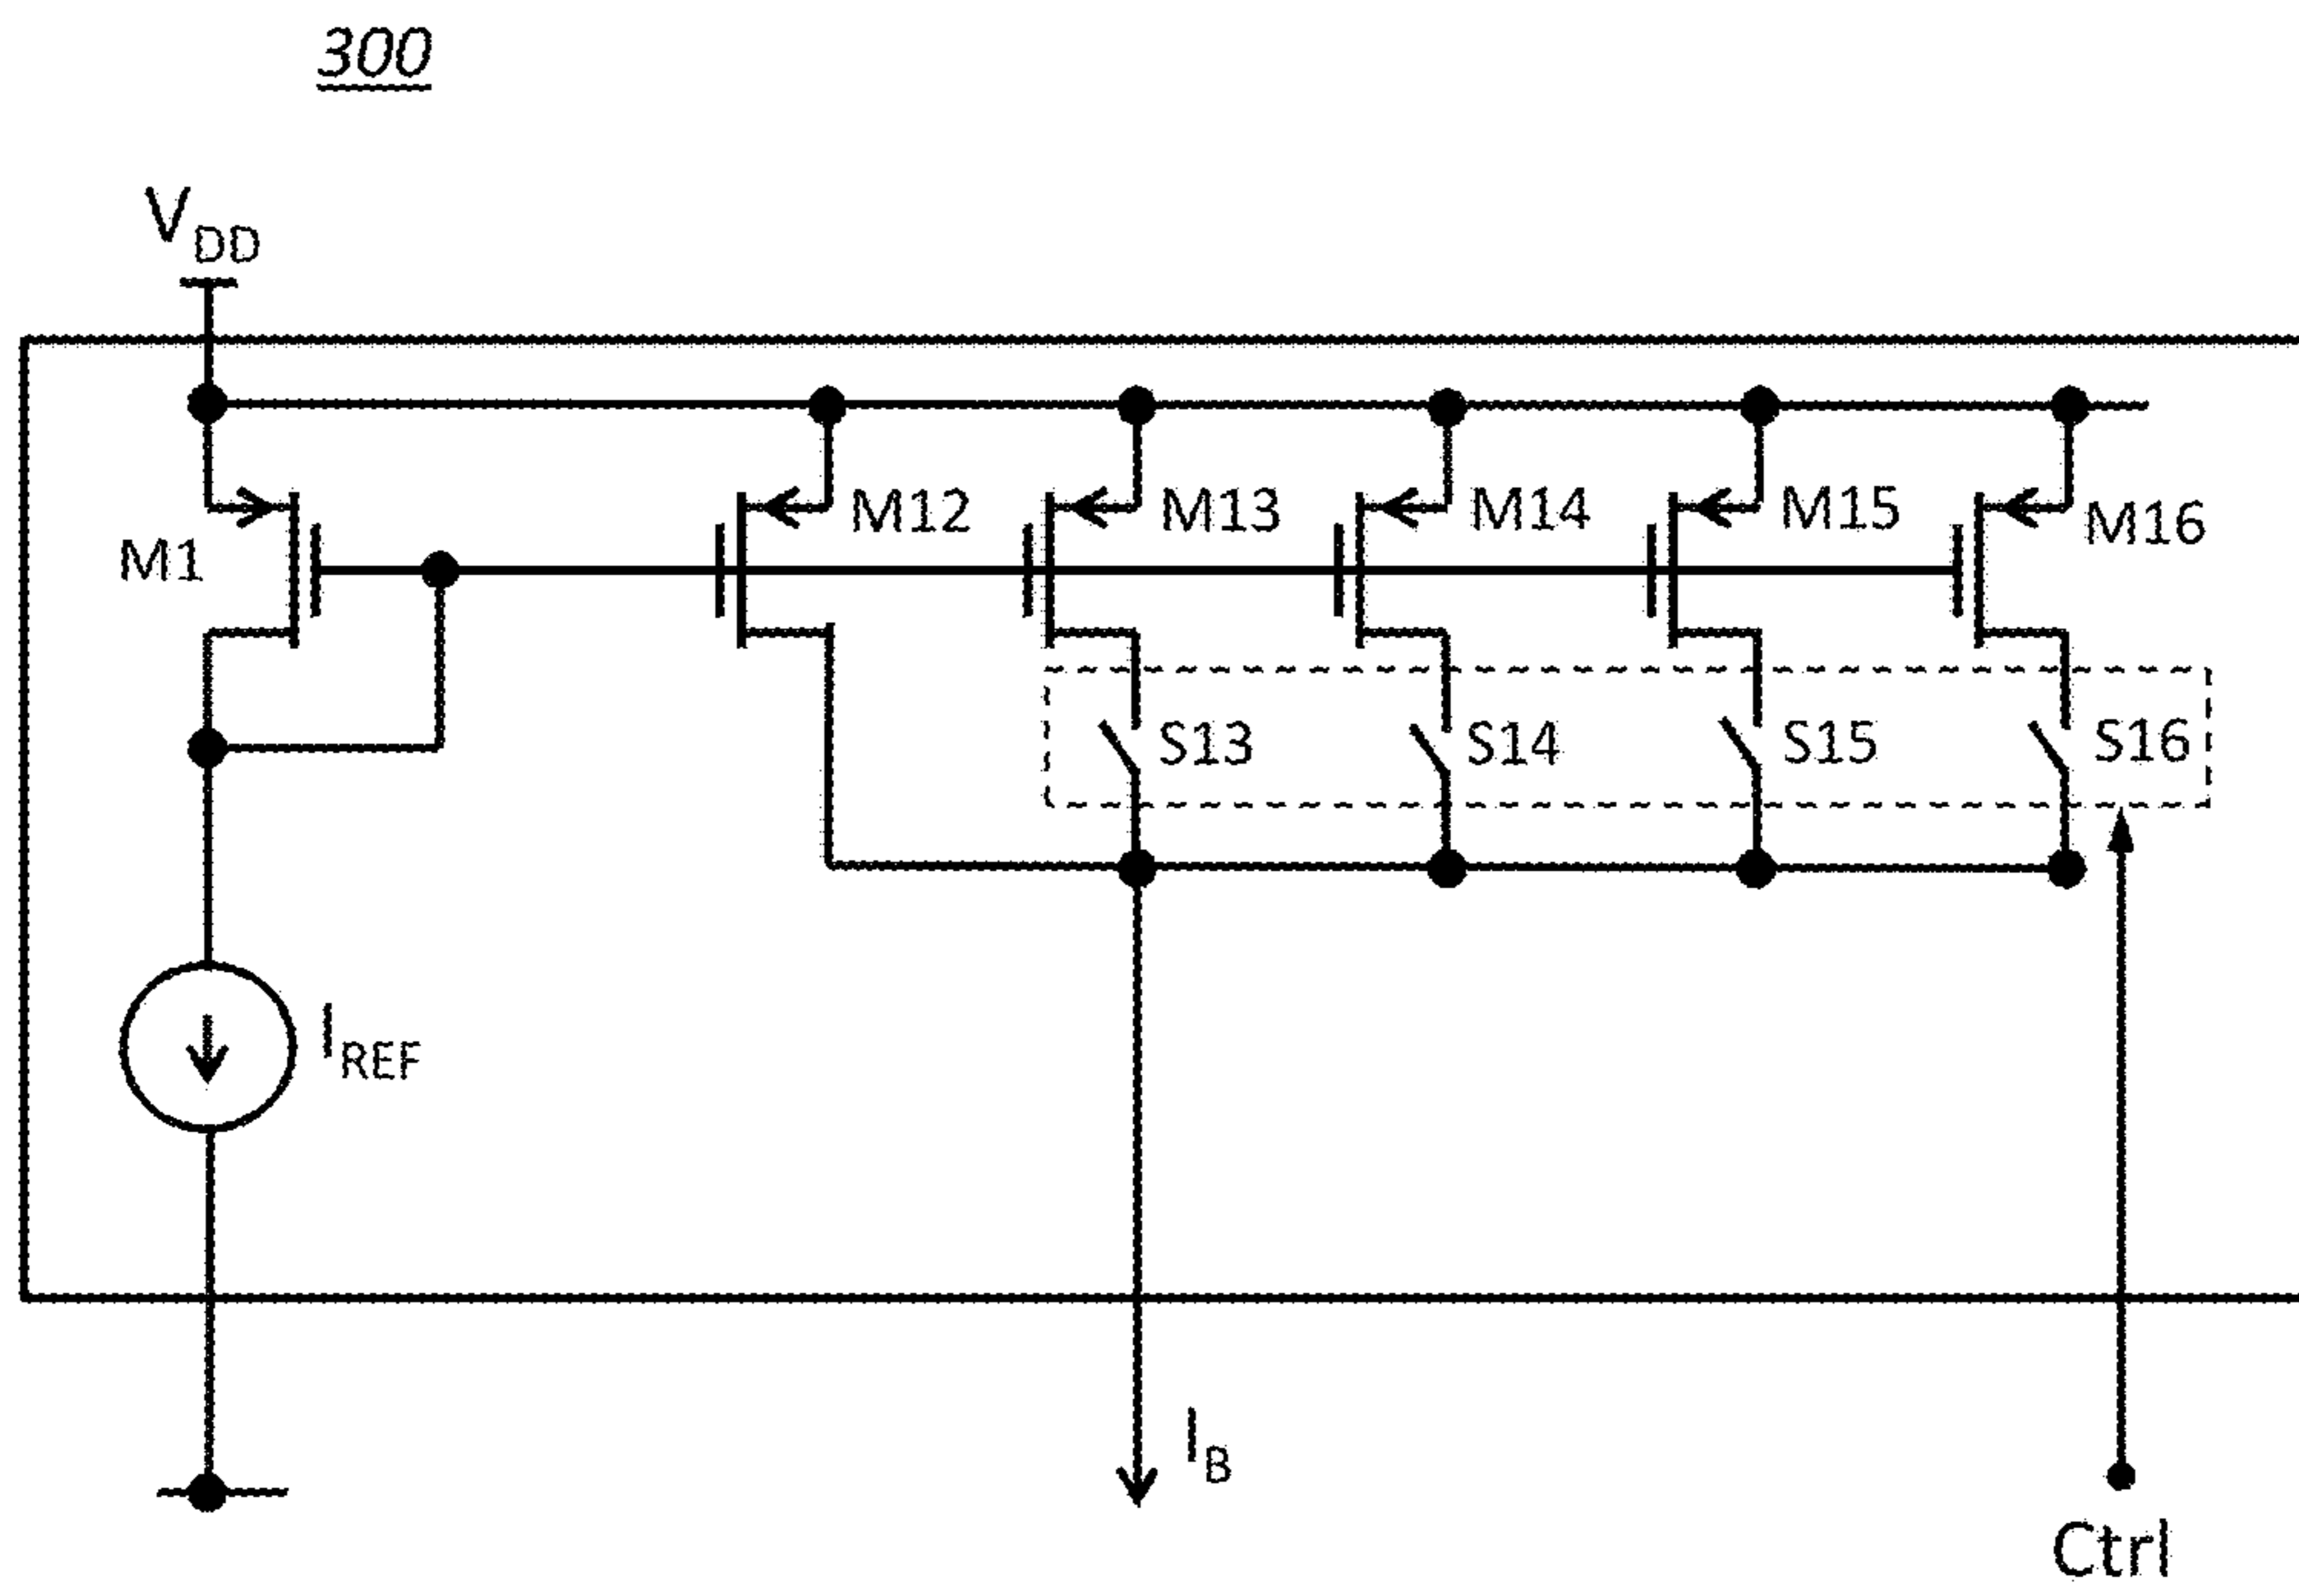 300
VDD
M1
M12
M13
M14
M15
M16
S13
S14
S15
S16
IREF
IB
Ctrl